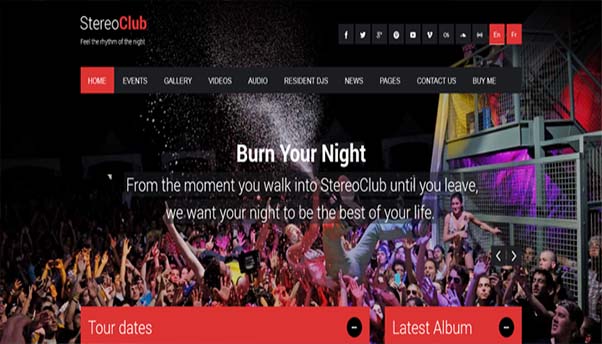 StereoClub
Feel the rhythm of the night
En Fr
HOME EVENTS GALLERY VIDEOS AUDIO RESIDENT DJS NEWS PAGES CONTACT US BUY ME
Burn Your Night
From the moment you walk into StereoClub until you leave,
we want your night to be the best of your life.
Tour dates
Latest Album